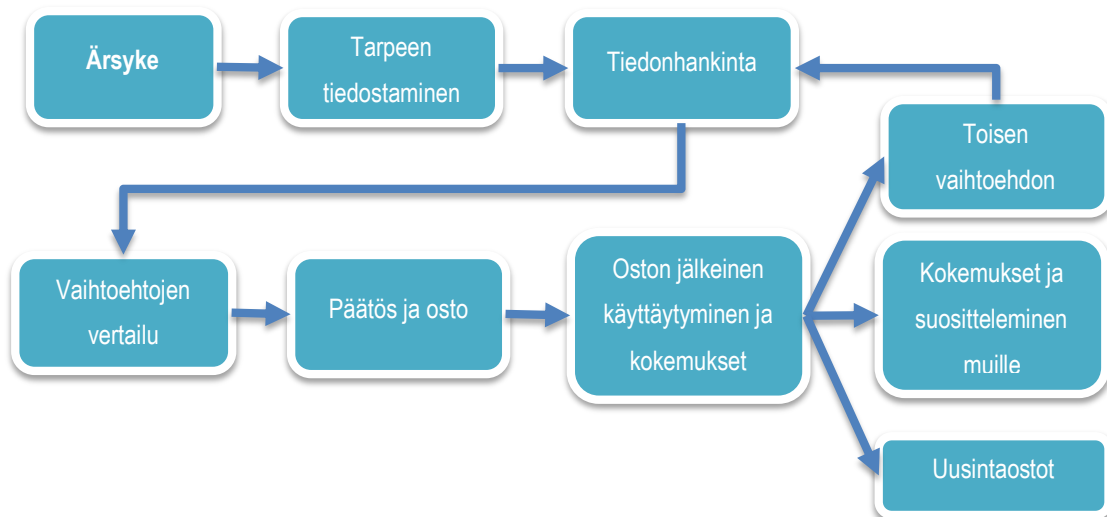 Ärsyke
Tarpeen
tiedostaminen
Tiedonhankinta
Toisen
vaihtoehdon
Vaihtoehtojen
vertailu
Päätös ja osto
Oston jälkeinen
käyttäytyminen ja
kokemukset
Kokemukset ja
suositteleminen
muille
Uusintaostot